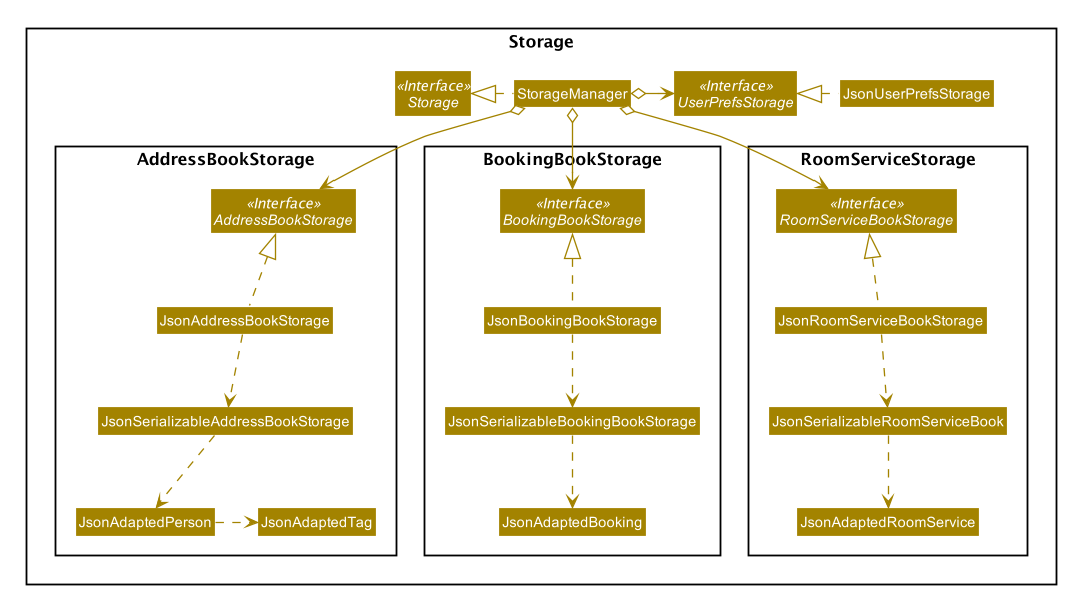 Storage
«Interface»
Storage
StorageManager
«Interface»
UserPrefsStorage
JsonUserPrefsStorage
AddressBookStorage
«Interface»
AddressBookStorage
JsonAddressBookStorage
JsonSerializableAddressBookStorage
JsonAdaptedPerson
JsonAdaptedTag
BookingBookStorage
«Interface»
BookingBookStorage
JsonBookingBookStorage
JsonSerializableBookingBookStorage
JsonAdaptedBooking
RoomServiceStorage
«Interface»
RoomServiceBookStorage
JsonRoomServiceBookStorage
JsonSerializableRoomServiceBook
JsonAdaptedRoomService